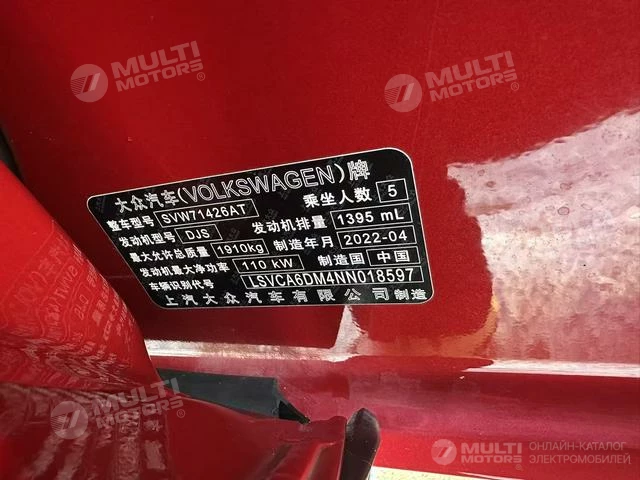 MULTI MOTORS®
MULTI MOTORS
大众汽车(VOLKSWAGEN)牌
整车型号 SVW71426AT 乘坐人数 5
发动机型号 DJS 发动机排量 1395 mL
最大允许总质量 1910kg 制造年月 2022-04
发动机最大净功率 110 kW 制造国 中国
车辆识别代号 LSVCA6DM4NN018597
上汽大众汽车有限公司 制造
MULTI MOTORS®
MULTI MOTORS® ОНЛАЙН-КАТАЛОГ ЭЛЕКТРОМОБИЛЕЙ